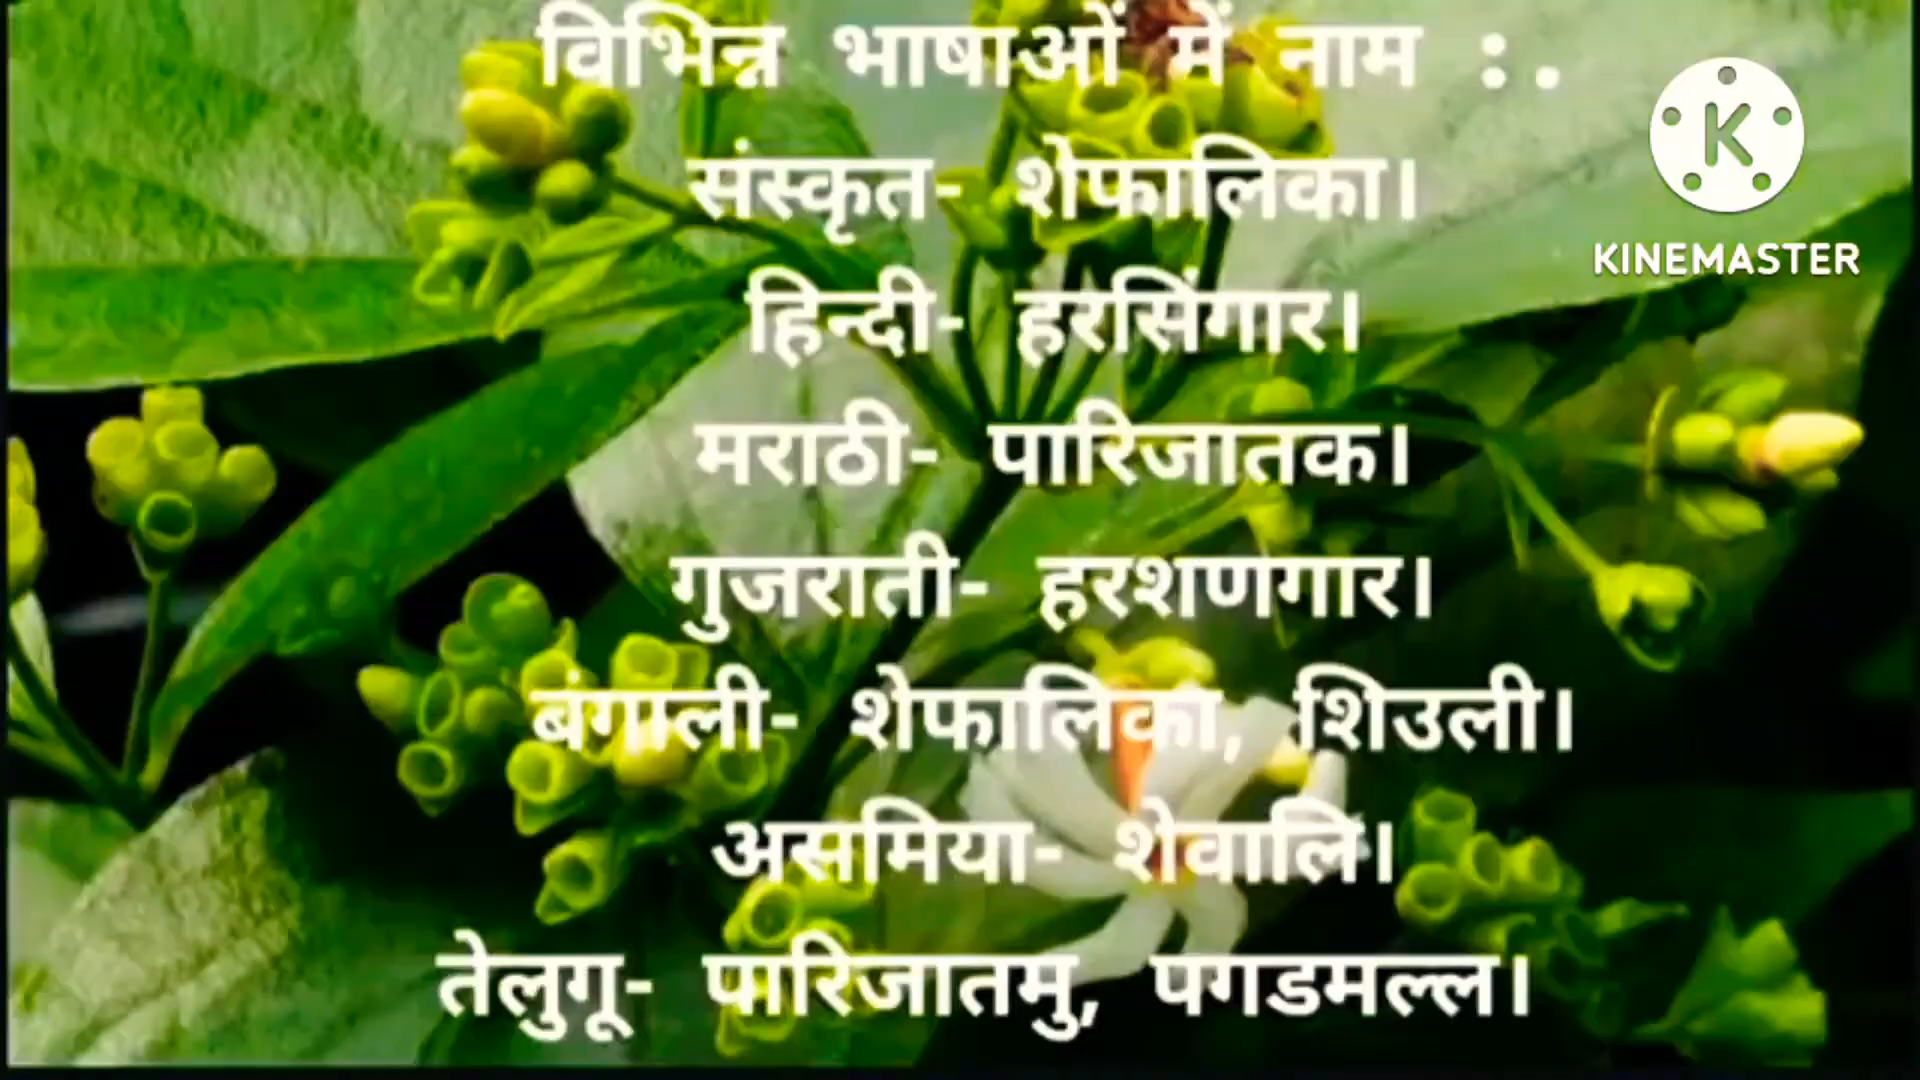 विभिन्न भाषाओं में नाम :.
संस्कृत- शेफालिका।
हिन्दी- हरसिंगार।
मराठी- पारिजातक।
गुजराती- हरशणगार।
बंगाली- शेफालिका, शिउली।
असमिया- शेवालि।
तेलुगू- पारिजातमु, पगडमल्ल।
K
KINEMASTER